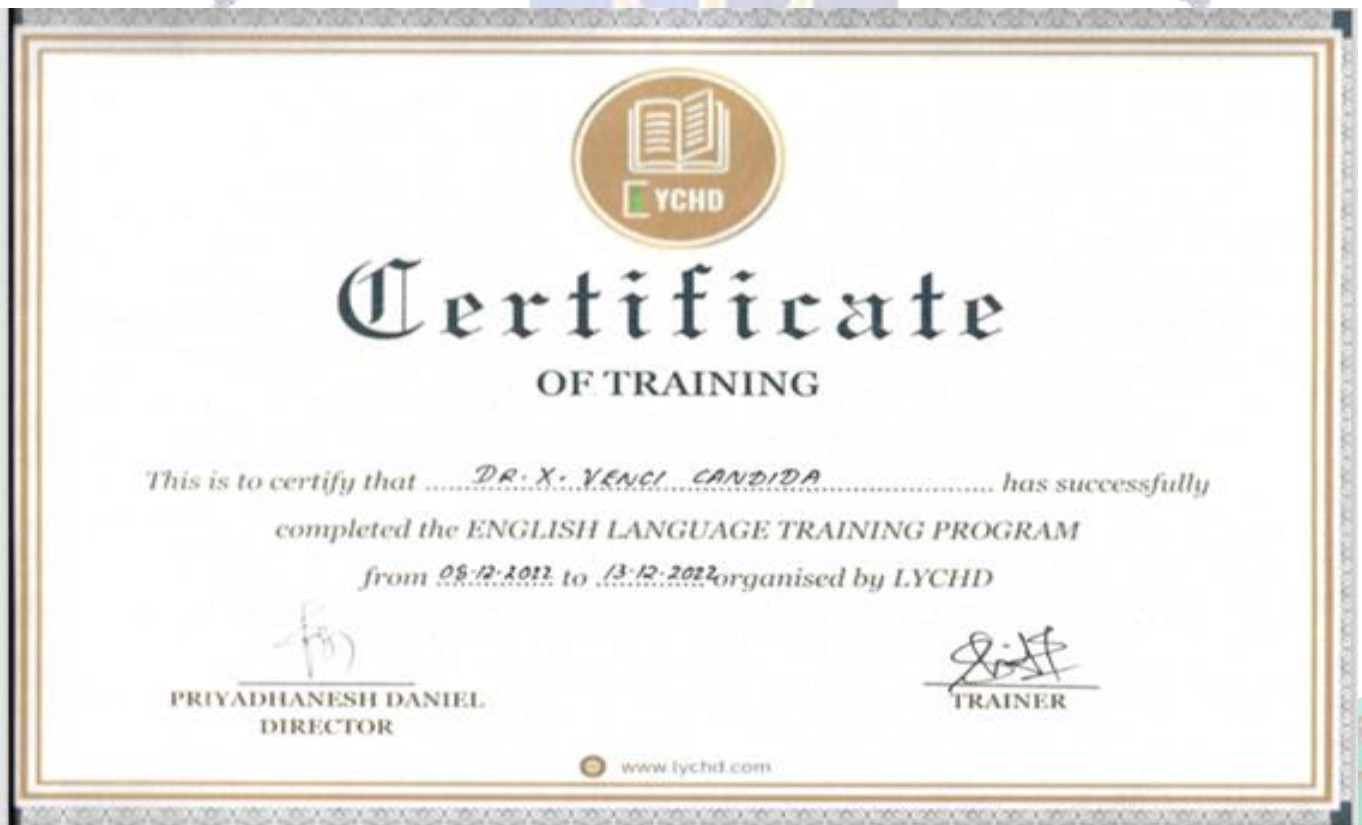 LYCHD
Certificate
OF TRAINING
This is to certify that ..... DR. X. VENCI CANDIDA ..... has successfully
completed the ENGLISH LANGUAGE TRAINING PROGRAM
from 08-12-2022 to 13-12-2022 organised by LYCHD
PRIYADHANESH DANIEL
DIRECTOR
TRAINER
www.lychd.com